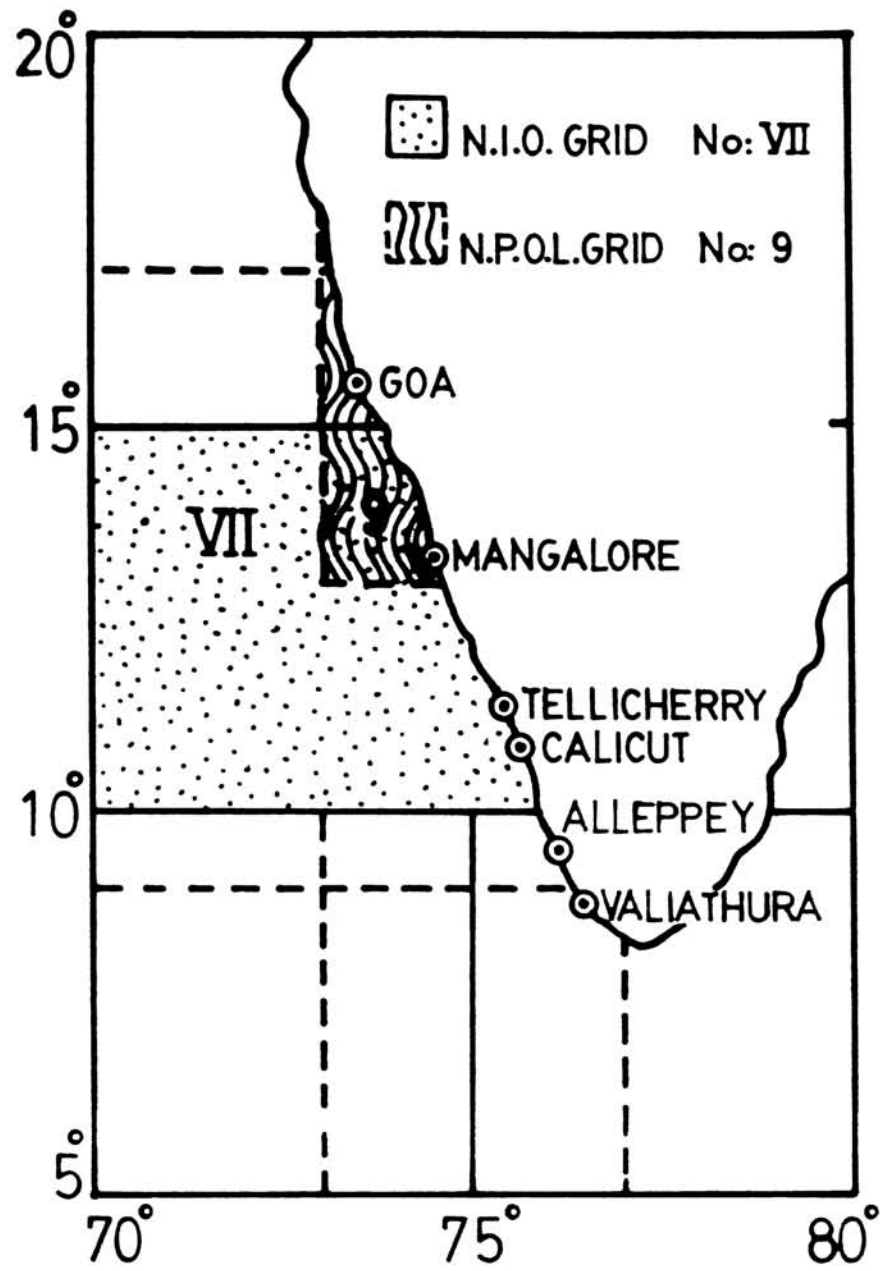 20°
N.I.O. GRID No: VII
N.P.O.L. GRID No: 9
GOA
15°
VII
MANGALORE
TELLICHERRY
CALICUT
10°
ALLEPPEY
VALIATHURA
5°
70° 75° 80°